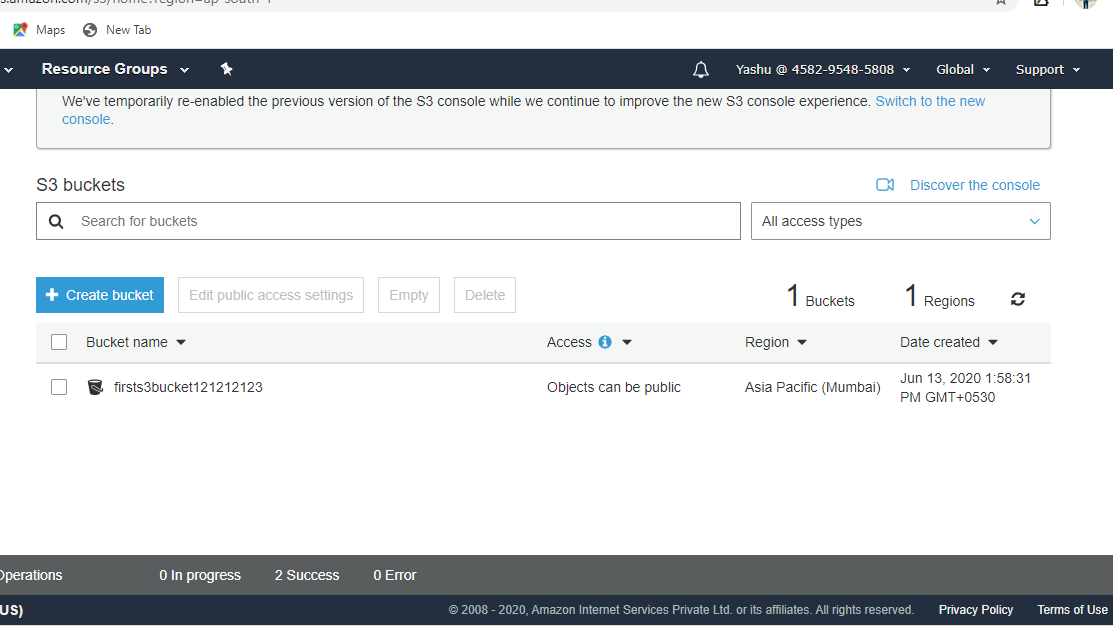 s.amazon.com/s3/home?region=ap-south-1
Maps New Tab
Resource Groups Yashu @ 4582-9548-5808 Global Support
We've temporarily re-enabled the previous version of the S3 console while we continue to improve the new S3 console experience. Switch to the new
console.
S3 buckets Discover the console
Search for buckets All access types
Create bucket Edit public access settings Empty Delete 1 Buckets 1 Regions
Bucket name Access Region Date created
firsts3bucket121212123 Objects can be public Asia Pacific (Mumbai) Jun 13, 2020 1:58:31
PM GMT+0530
Operations 0 In progress 2 Success 0 Error
US) © 2008 - 2020, Amazon Internet Services Private Ltd. or its affiliates. All rights reserved. Privacy Policy Terms of Use